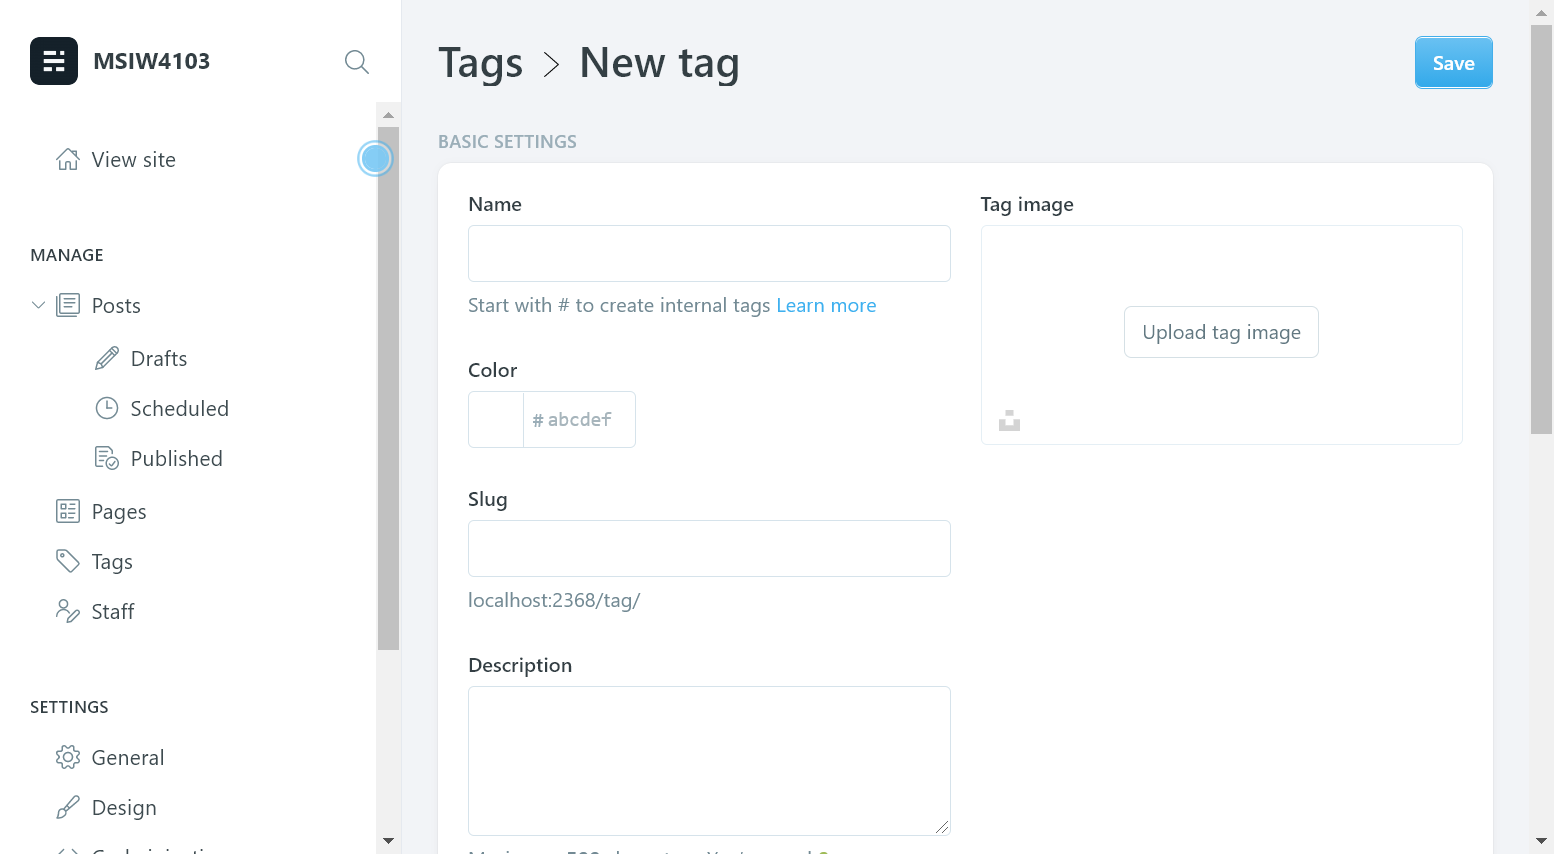 MSIW4103
View site
MANAGE
Posts
Drafts
Scheduled
Published
Pages
Tags
Staff
SETTINGS
General
Design
Tags > New tag
Save
BASIC SETTINGS
Name
Start with # to create internal tags Learn more
Color
# abcdef
Slug
localhost:2368/tag/
Description
Tag image
Upload tag image